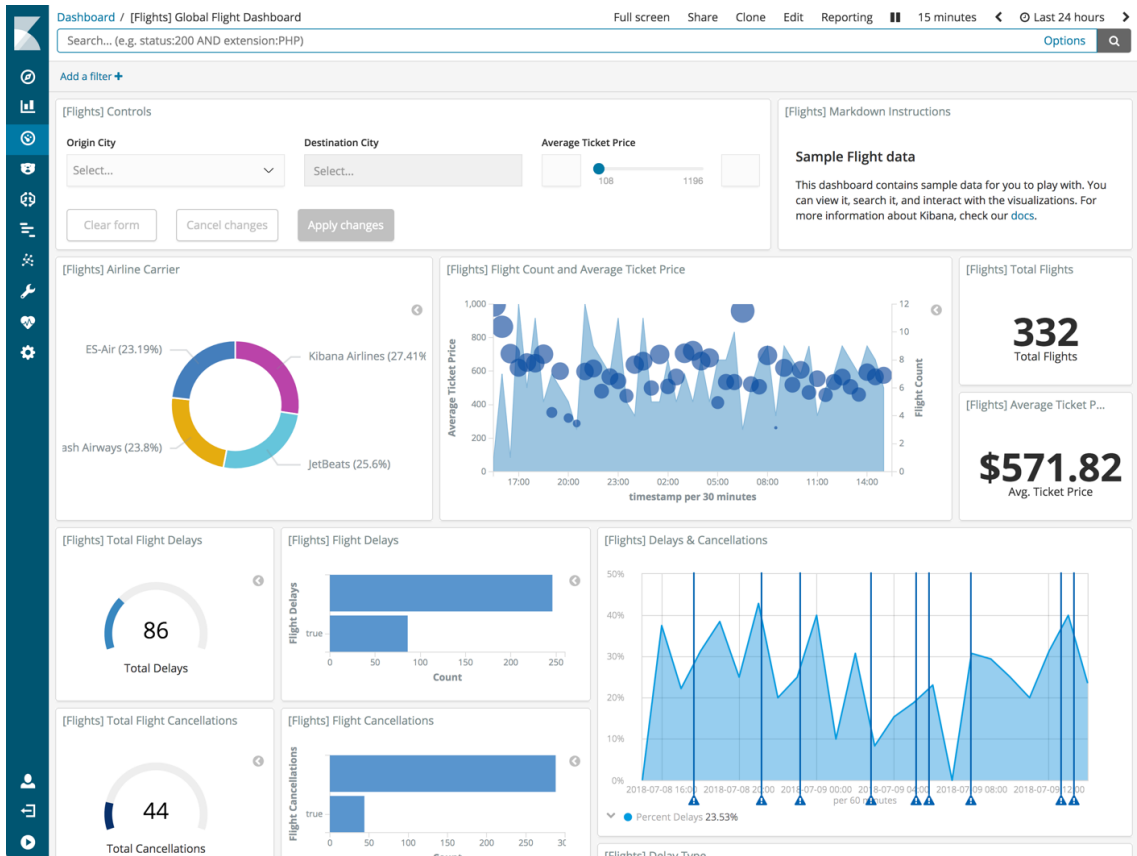 Dashboard / [Flights] Global Flight Dashboard
Full screen Share Clone Edit Reporting 15 minutes Last 24 hours
Search... (e.g. status:200 AND extension:PHP)
Options
Add a filter +
[Flights] Controls
Origin City
Select...
Destination City
Select...
Average Ticket Price
108 1196
Clear form
Cancel changes
Apply changes
[Flights] Markdown Instructions
Sample Flight data
This dashboard contains sample data for you to play with. You
can view it, search it, and interact with the visualizations. For
more information about Kibana, check our docs.
[Flights] Airline Carrier
ES-Air (23.19%)
Kibana Airlines (27.41%
ash Airways (23.8%)
JetBeats (25.6%)
[Flights] Flight Count and Average Ticket Price
Average Ticket Price
1,000
800
600
400
200
0
12
10
8
6
4
2
0
Flight Count
17:00 20:00 23:00 02:00 05:00 08:00 11:00 14:00
timestamp per 30 minutes
[Flights] Total Flights
332
Total Flights
[Flights] Average Ticket P...
$571.82
Avg. Ticket Price
[Flights] Total Flight Delays
86
Total Delays
[Flights] Flight Delays
Flight Delays
true
0 50 100 150 200 250
Count
[Flights] Delays & Cancellations
50%
40%
30%
20%
10%
0%
2018-07-08 16:00 2018-07-08 20:00 2018-07-09 00:00 2018-07-09 04:00 2018-07-09 08:00 2018-07-09 12:00
per 60 minutes
Percent Delays 23.53%
[Flights] Total Flight Cancellations
44
Total Cancellations
[Flights] Flight Cancellations
Flight Cancellations
true
0 50 100 150 200 250 30
Count
[Flights] Delay Type